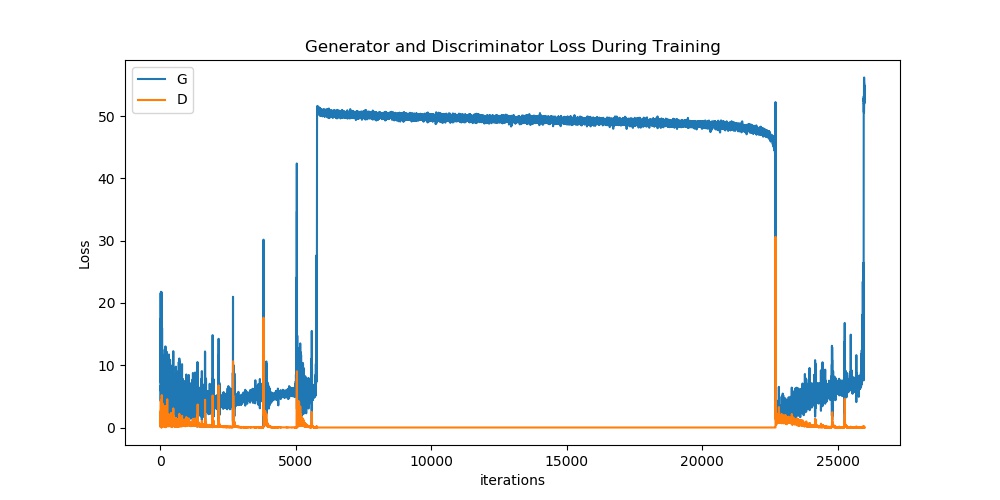 Generator and Discriminator Loss During Training
G
D
50
40
30
20
10
0
Loss
0 5000 10000 15000 20000 25000
iterations